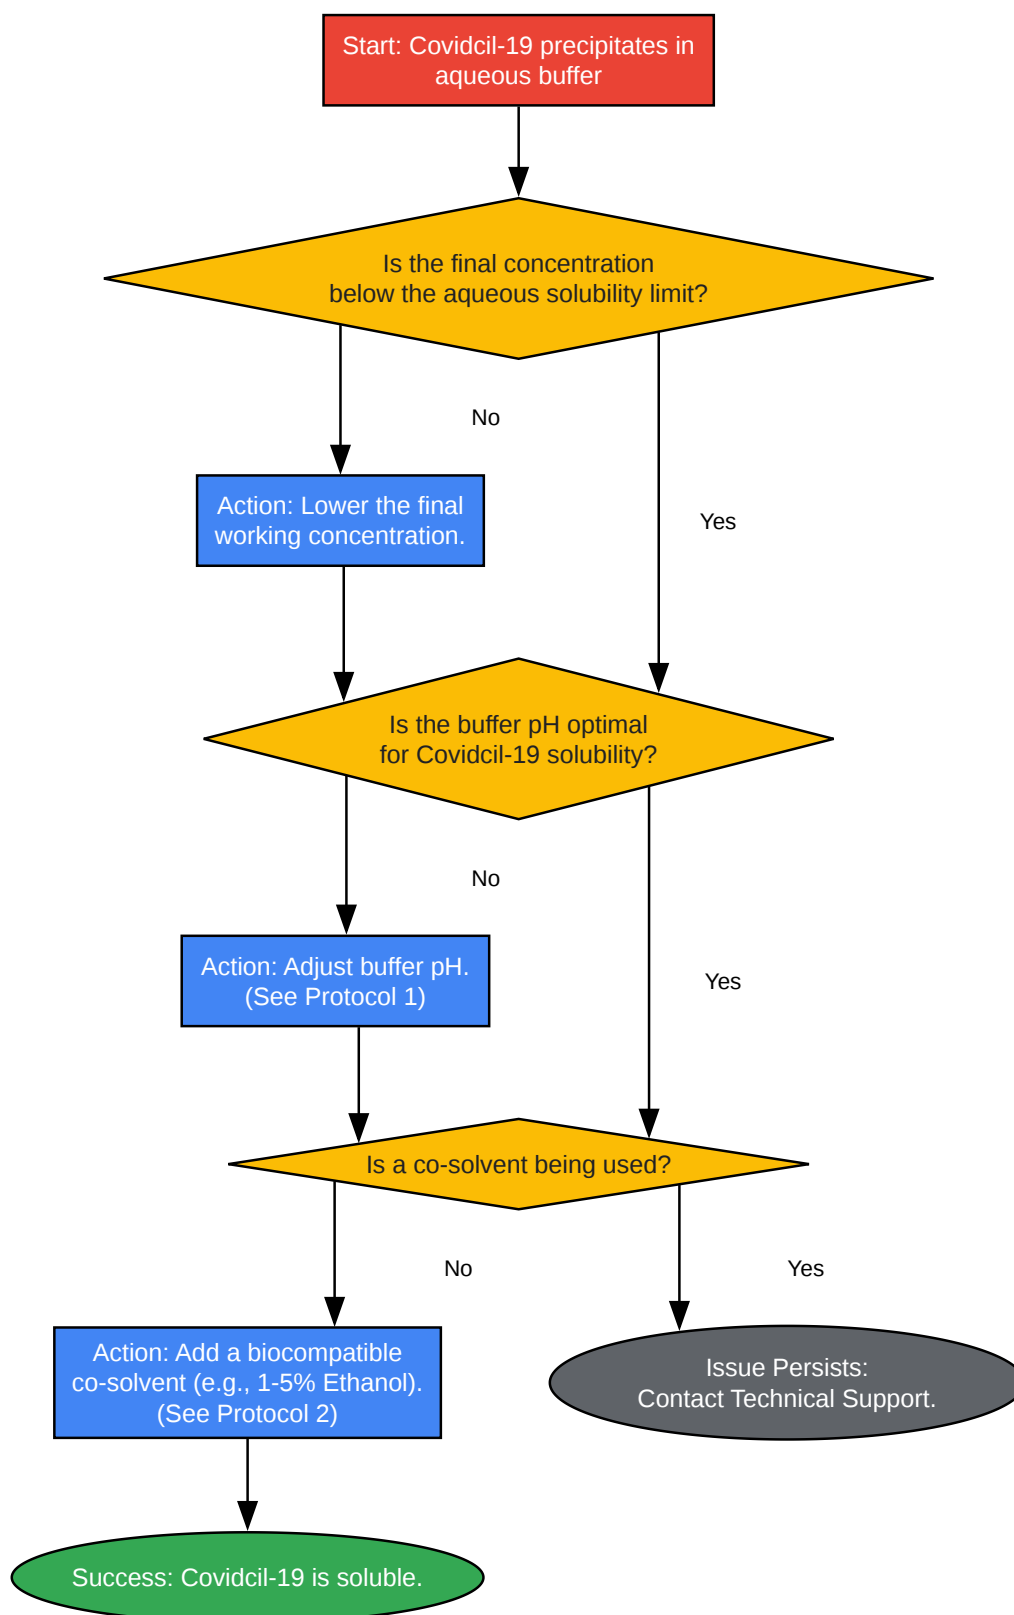 Start: Covidcil-19 precipitates in
aqueous buffer
Is the final concentration
below the aqueous solubility limit?
No
Action: Lower the final
working concentration.
Yes
Is the buffer pH optimal
for Covidcil-19 solubility?
No
Action: Adjust buffer pH.
(See Protocol 1)
Yes
Is a co-solvent being used?
No
Yes
Action: Add a biocompatible
co-solvent (e.g., 1-5% Ethanol).
(See Protocol 2)
Issue Persists:
Contact Technical Support.
Success: Covidcil-19 is soluble.